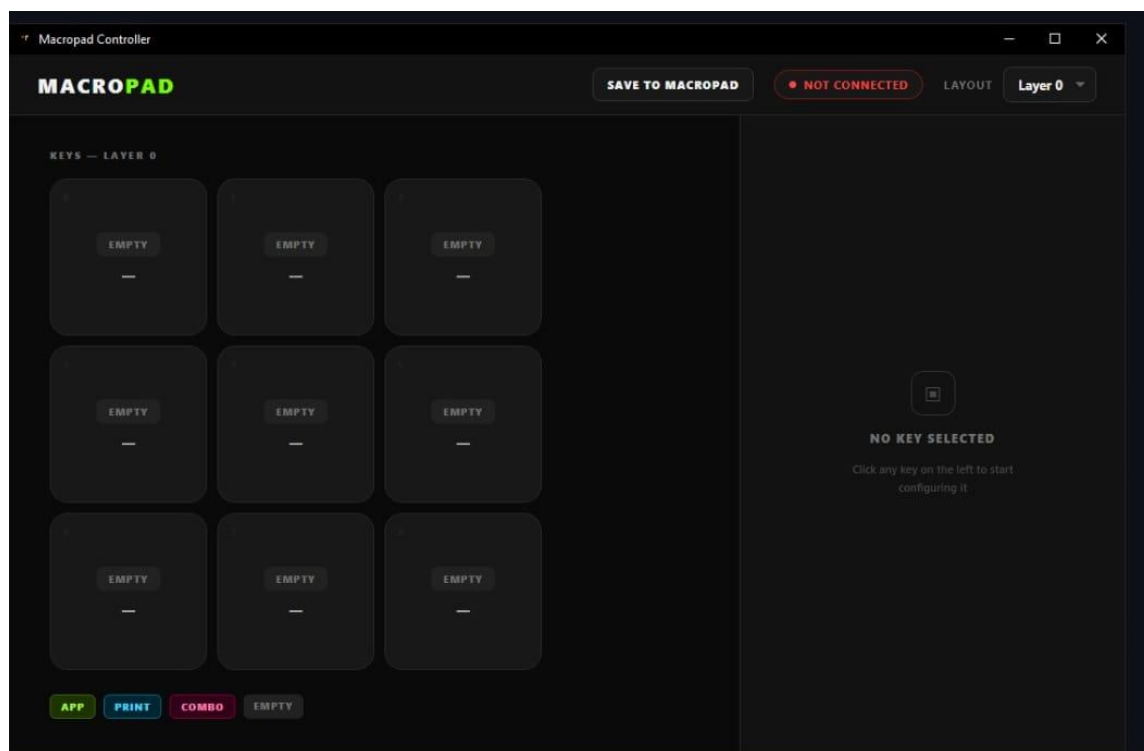 Macropad Controller
MACROPAD
SAVE TO MACROPAD
NOT CONNECTED
LAYOUT
Layer 0
KEYS — LAYER 0
EMPTY
—
EMPTY
—
EMPTY
—
EMPTY
—
EMPTY
—
EMPTY
—
EMPTY
—
EMPTY
—
EMPTY
—
APP
PRINT
COMBO
EMPTY
NO KEY SELECTED
Click any key on the left to start
configuring it